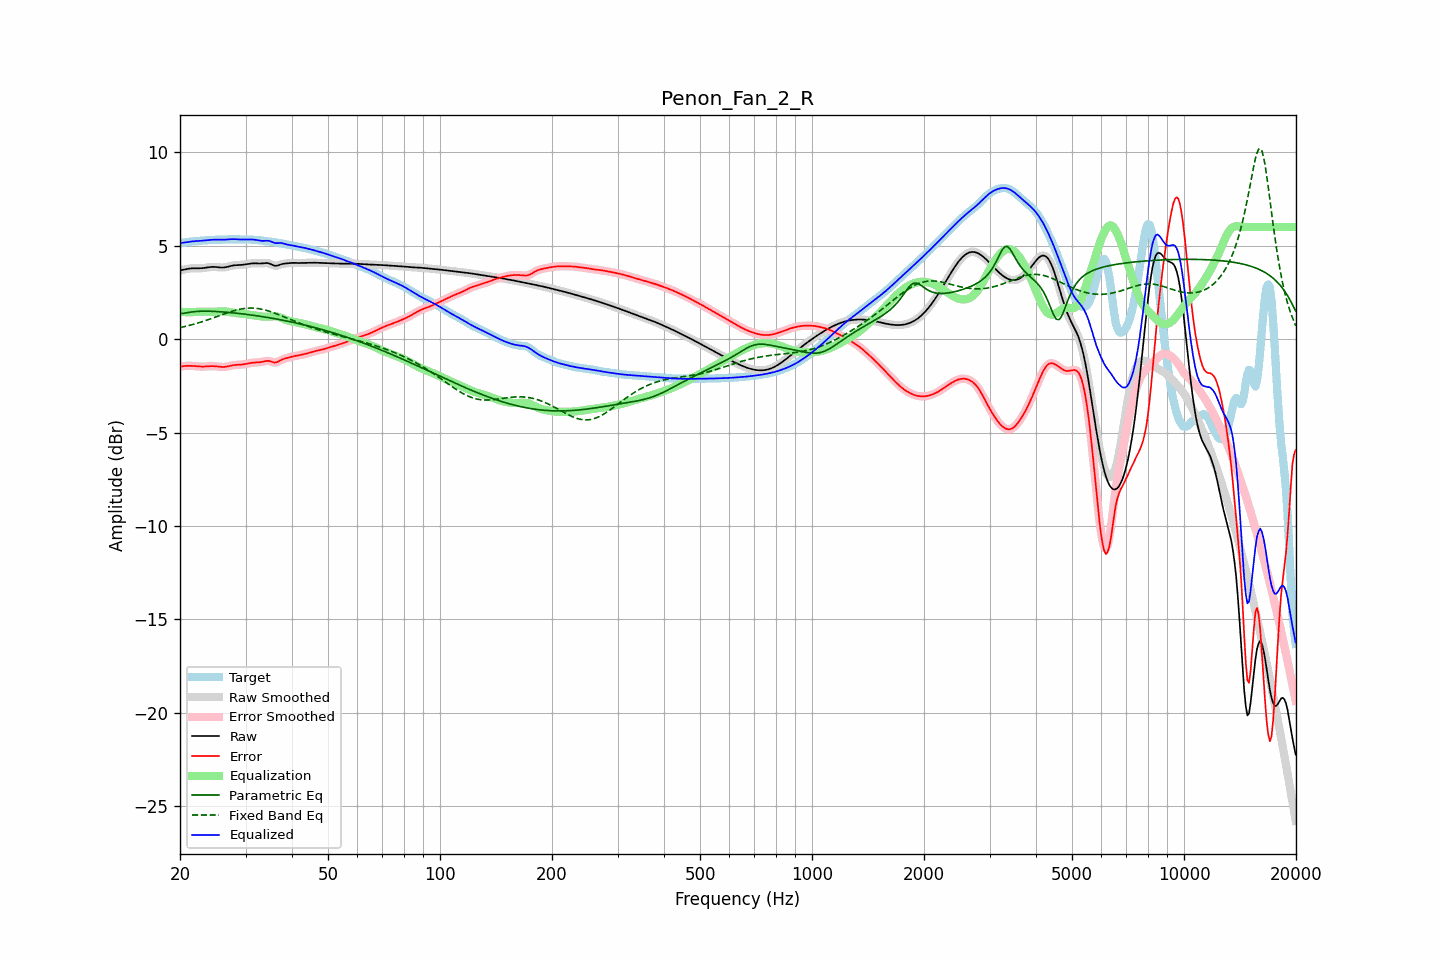 Penon_Fan_2_R
Amplitude (dBr)
10
5
0
−5
−10
−15
−20
−25
Target
Raw Smoothed
Error Smoothed
Raw
Error
Equalization
Parametric Eq
Fixed Band Eq
Equalized
20 50 100 200 500 1000 2000 5000 10000 20000
Frequency (Hz)